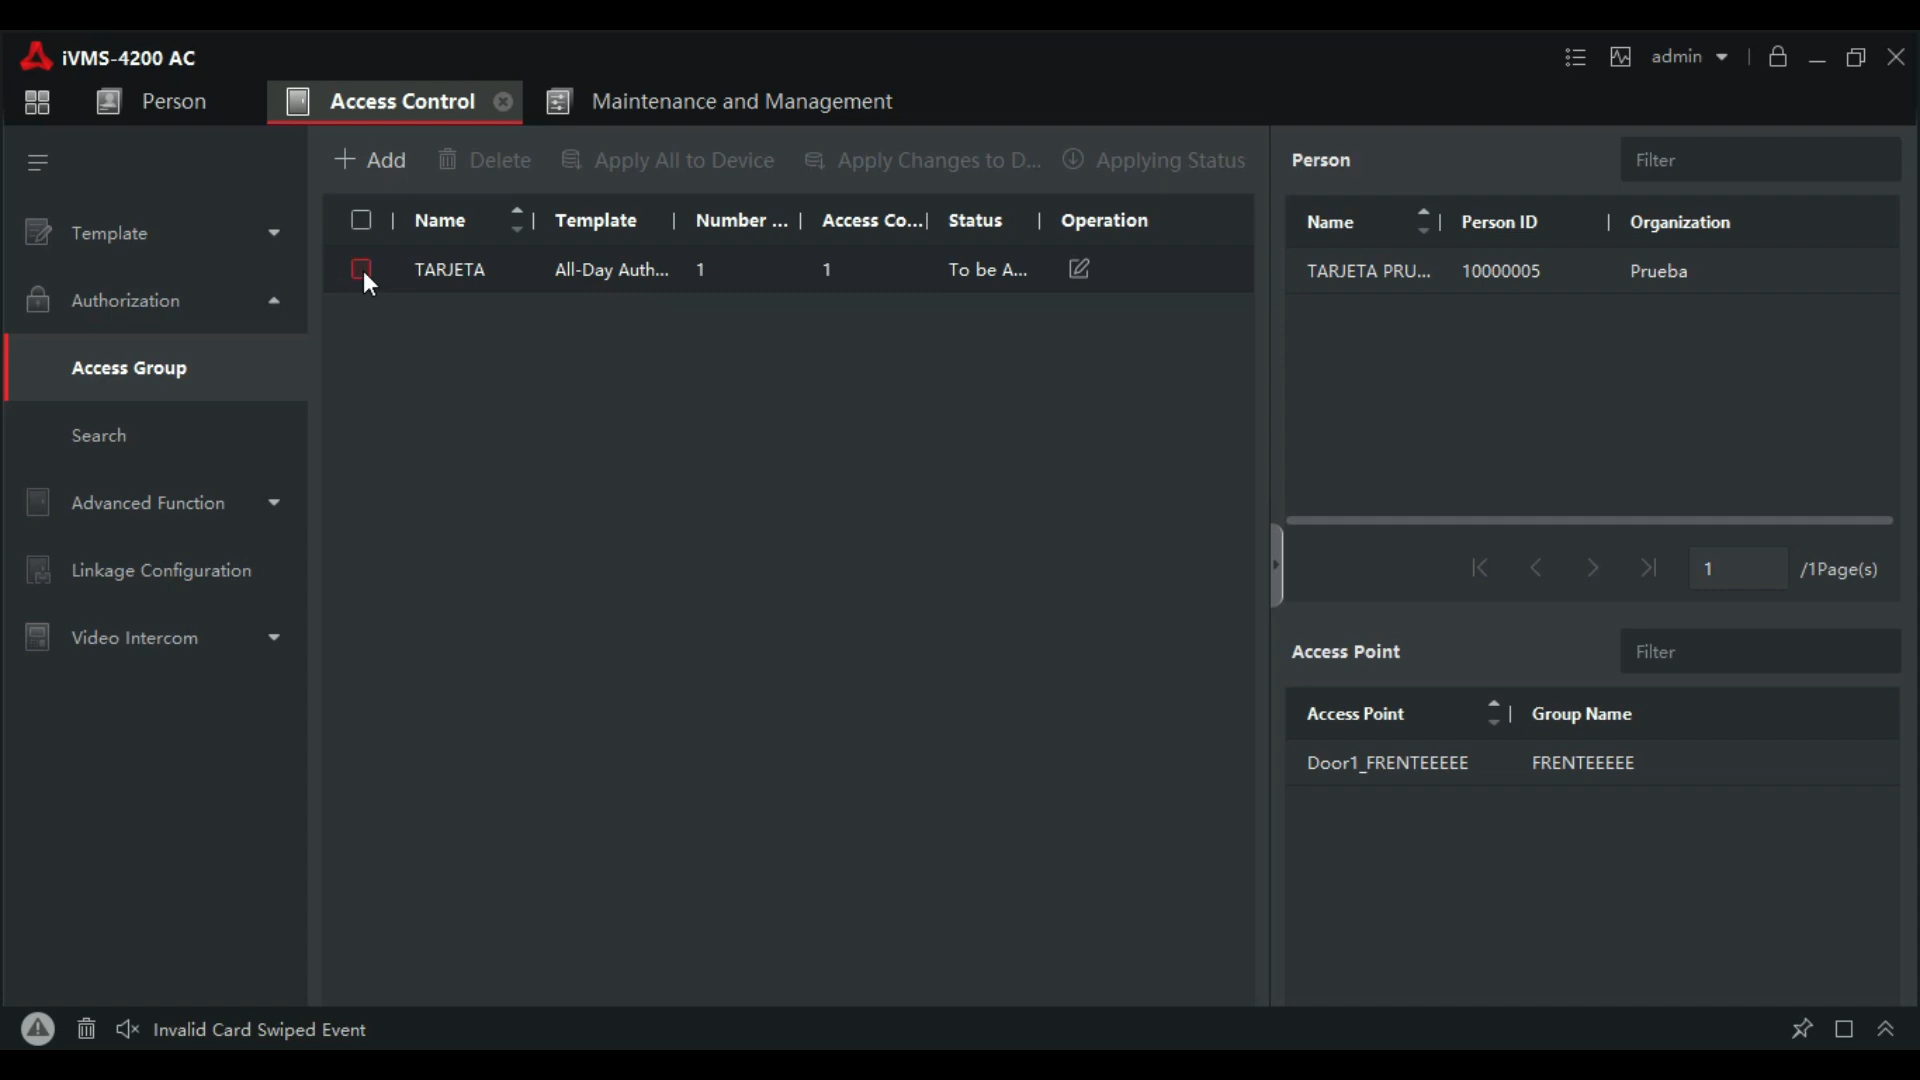 iVMS-4200 AC
admin
Person
Access Control
Maintenance and Management
Add Delete Apply All to Device Apply Changes to D... Applying Status
Name Template Number ... Access Co... Status Operation
TARJETA All-Day Auth... 1 1 To be A...
Template
Authorization
Access Group
Search
Advanced Function
Linkage Configuration
Video Intercom
Person Filter
Name Person ID Organization
TARJETA PRU... 10000005 Prueba
1 /1Page(s)
Access Point Filter
Access Point Group Name
Door1_FRENTEEEEE FRENTEEEEE
Invalid Card Swiped Event